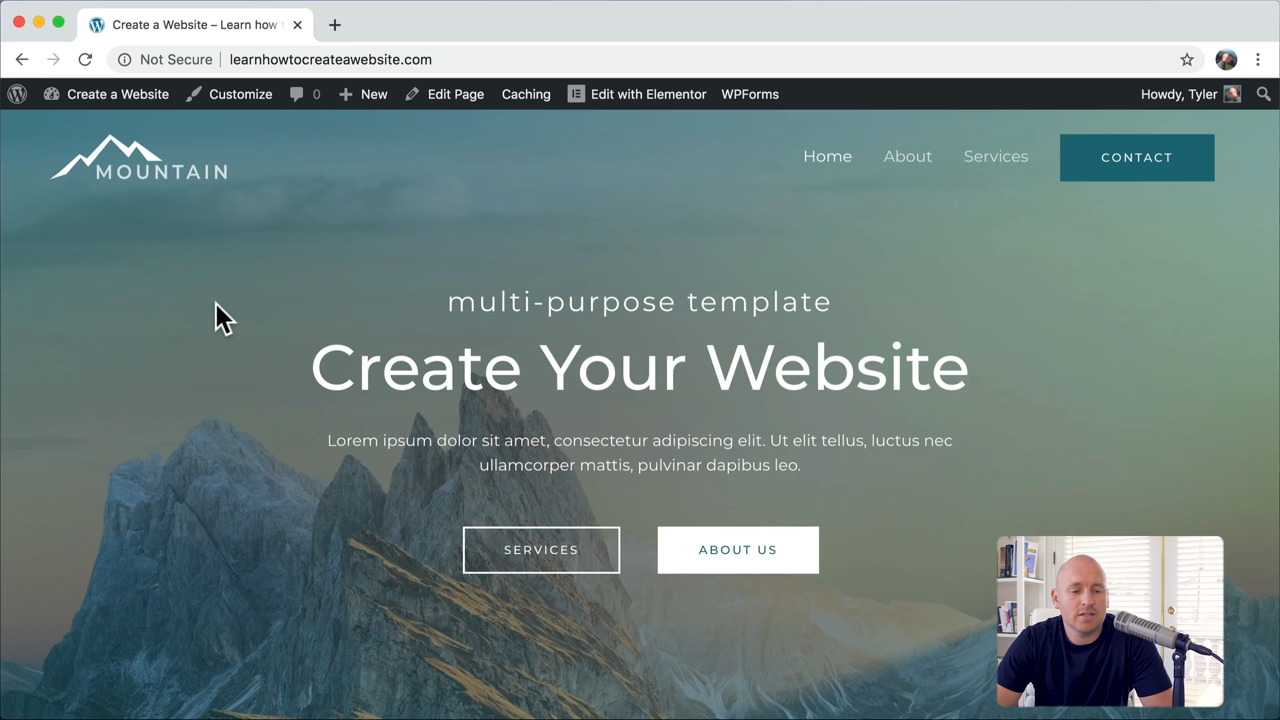 Create a Website – Learn how
Not Secure learnhowtocreateawebsite.com
Create a Website Customize 0 New Edit Page Caching Edit with Elementor WPForms Howdy, Tyler
MOUNTAIN
Home About Services CONTACT
multi-purpose template
Create Your Website
Lorem ipsum dolor sit amet, consectetur adipiscing elit. Ut elit tellus, luctus nec
ullamcorper mattis, pulvinar dapibus leo.
SERVICES ABOUT US